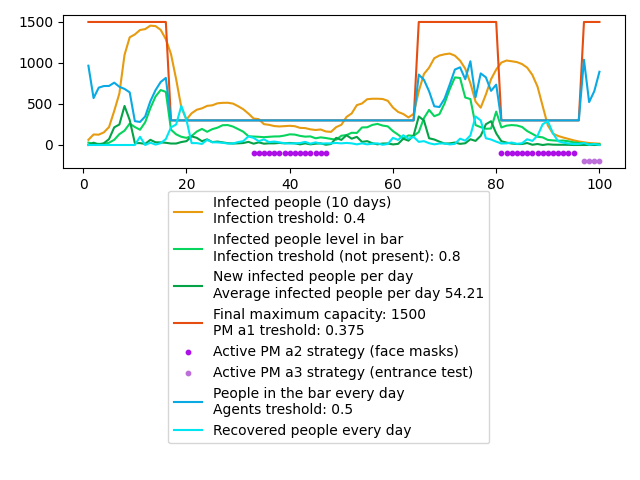 1500
1000
500
0
0 20 40 60 80 100
Infected people (10 days)
Infection treshold: 0.4
Infected people level in bar
Infection treshold (not present): 0.8
New infected people per day
Average infected people per day 54.21
Final maximum capacity: 1500
PM a1 treshold: 0.375
Active PM a2 strategy (face masks)
Active PM a3 strategy (entrance test)
People in the bar every day
Agents treshold: 0.5
Recovered people every day